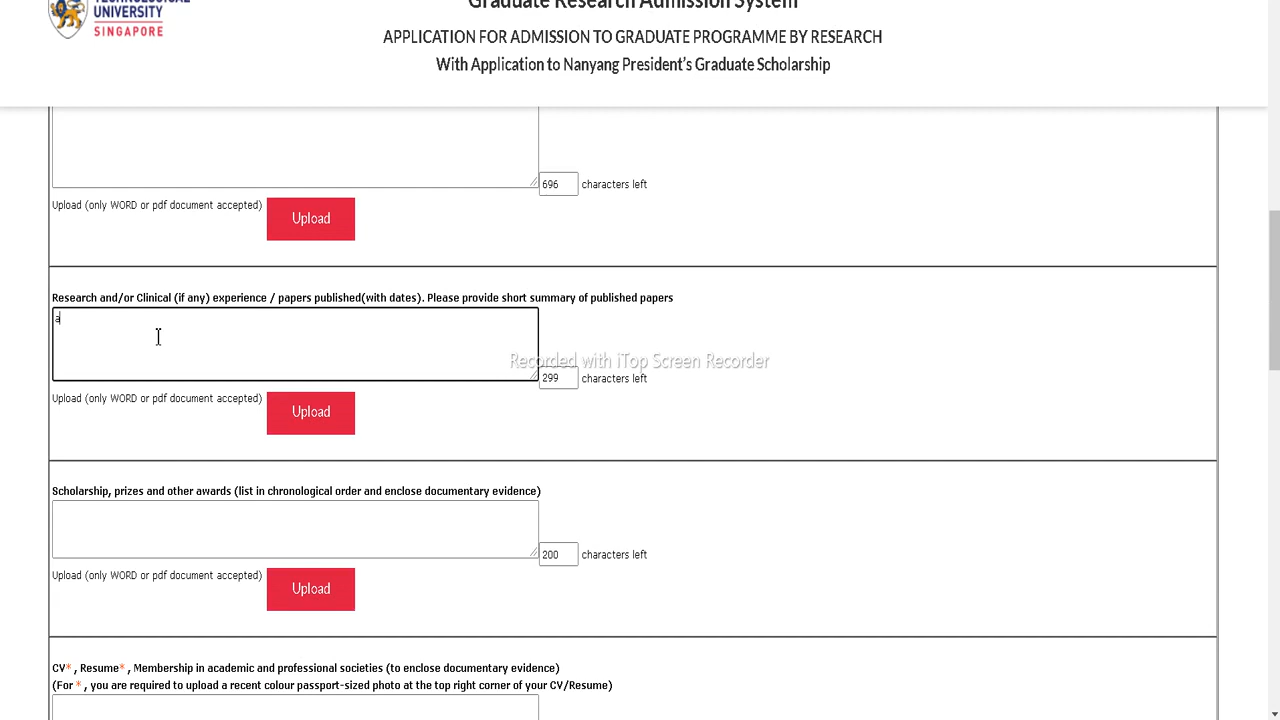 TECHNOLOGICAL
UNIVERSITY
SINGAPORE
Graduate Research Admission System
APPLICATION FOR ADMISSION TO GRADUATE PROGRAMME BY RESEARCH
With Application to Nanyang President's Graduate Scholarship
696 characters left
Upload (only WORD or pdf document accepted) Upload
Research and/or Clinical (if any) experience / papers published(with dates). Please provide short summary of published papers
a
Recorded with iTop Screen Recorder
299 characters left
Upload (only WORD or pdf document accepted) Upload
Scholarship, prizes and other awards (list in chronological order and enclose documentary evidence)
200 characters left
Upload (only WORD or pdf document accepted) Upload
CV* , Resume* , Membership in academic and professional societies (to enclose documentary evidence)
(For * , you are required to upload a recent colour passport-sized photo at the top right corner of your CV/Resume)